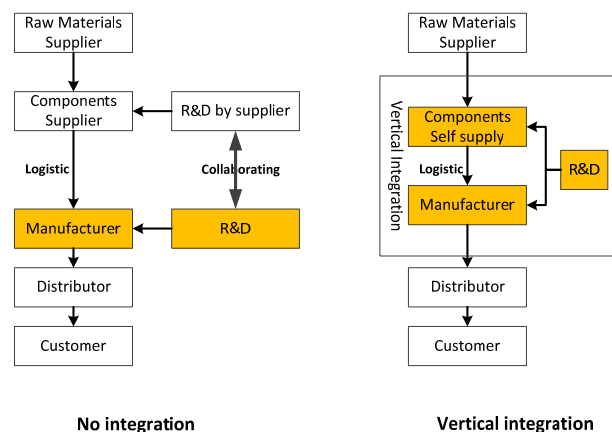 Raw Materials
Supplier
Components
Supplier
R&D by supplier
Logistic
Collaborating
Manufacturer
R&D
Distributor
Customer
No integration
Raw Materials
Supplier
Vertical Integration
Components
Self supply
Logistic
R&D
Manufacturer
Distributor
Customer
Vertical integration